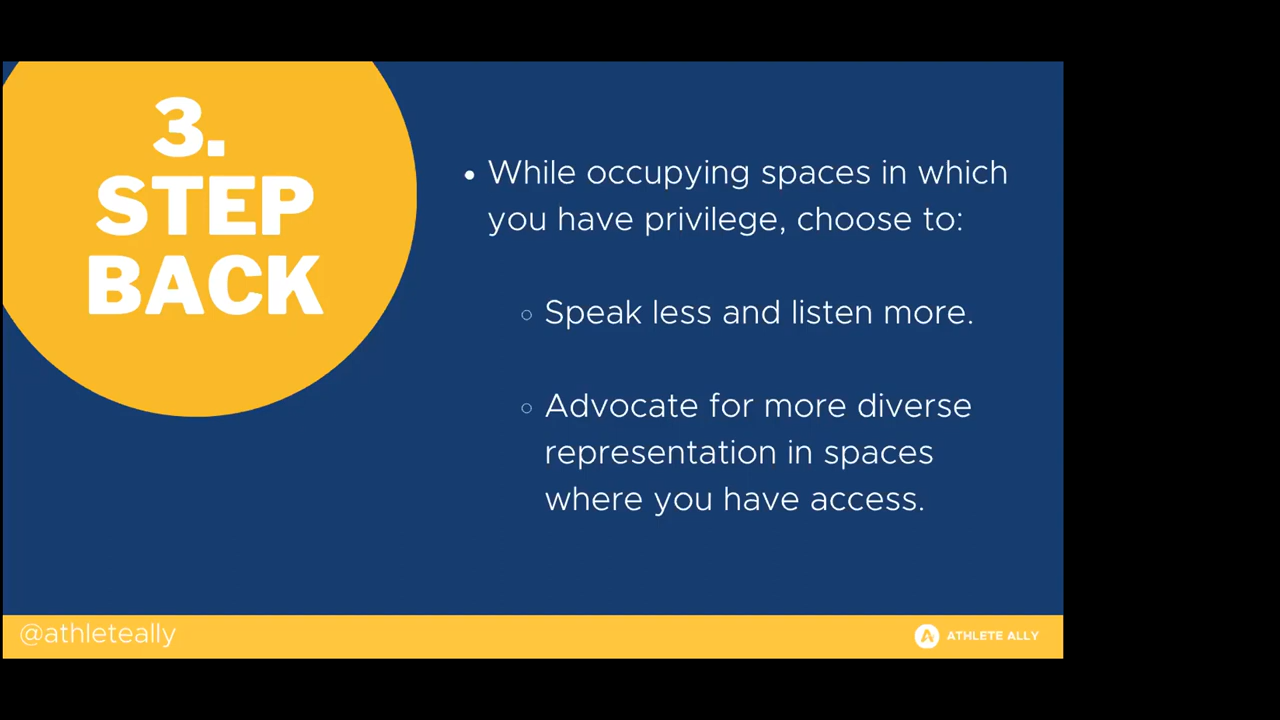 3.
STEP
BACK
• While occupying spaces in which
you have privilege, choose to:
○ Speak less and listen more.
○ Advocate for more diverse
representation in spaces
where you have access.
@athleteally
A ATHLETE ALLY